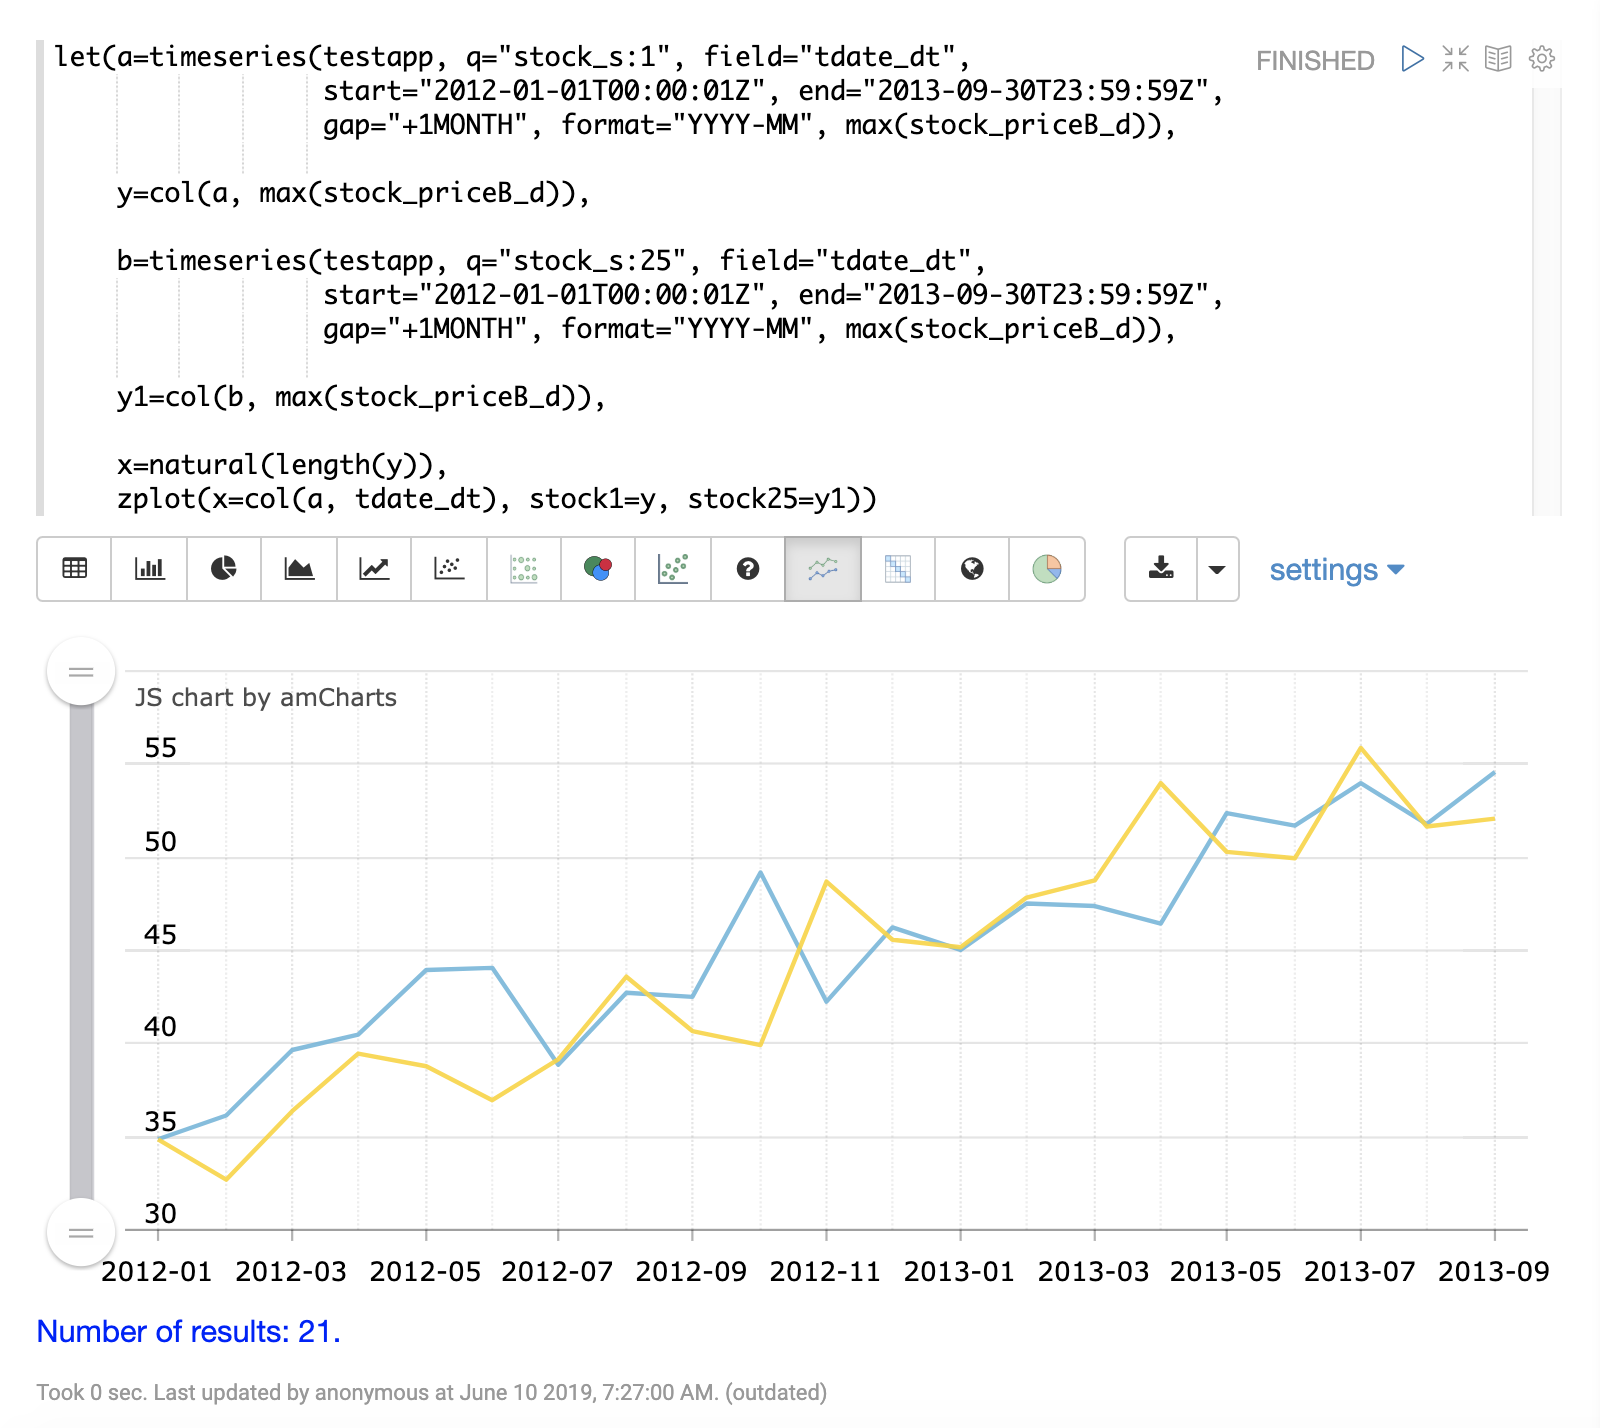 let(a=timeseries(testapp, q="stock_s:1", field="tdate_dt",
start="2012-01-01T00:00:01Z", end="2013-09-30T23:59:59Z",
gap="+1MONTH", format="YYYY-MM", max(stock_priceB_d)),
y=col(a, max(stock_priceB_d)),
b=timeseries(testapp, q="stock_s:25", field="tdate_dt",
start="2012-01-01T00:00:01Z", end="2013-09-30T23:59:59Z",
gap="+1MONTH", format="YYYY-MM", max(stock_priceB_d)),
y1=col(b, max(stock_priceB_d)),
x=natural(length(y)),
zplot(x=col(a, tdate_dt), stock1=y, stock25=y1))
FINISHED
settings
JS chart by amCharts
55
50
45
40
35
30
2012-01 2012-03 2012-05 2012-07 2012-09 2012-11 2013-01 2013-03 2013-05 2013-07 2013-09
Number of results: 21.
Took 0 sec. Last updated by anonymous at June 10 2019, 7:27:00 AM. (outdated)